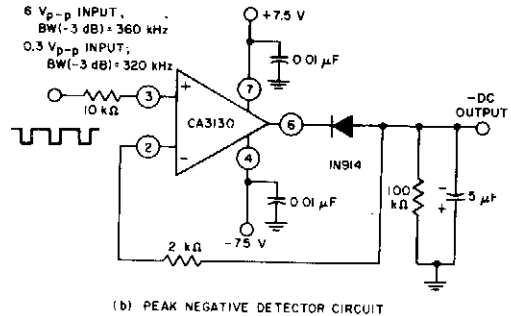 6 Vp-p INPUT,
BW(-3 dB) = 360 kHz
0.3 Vp-p INPUT;
BW(-3 dB) = 320 kHz
+7.5 V
0.01 µF
7
3
+
10 kΩ
CA3130
6
2
-
4
1N914
-DC
OUTPUT
0.01 µF
100
kΩ
-
+
5 µF
-7.5 V
2 kΩ
(b) PEAK NEGATIVE DETECTOR CIRCUIT